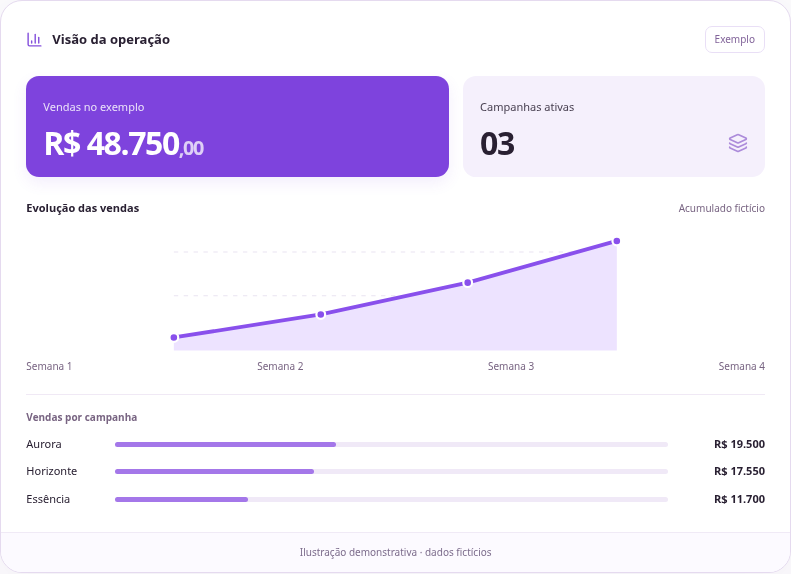 Visão da operação
Exemplo
Vendas no exemplo
R$ 48.750,00
Campanhas ativas
03
Evolução das vendas
Acumulado fictício
Semana 1 Semana 2 Semana 3 Semana 4
Vendas por campanha
Aurora R$ 19.500
Horizonte R$ 17.550
Essência R$ 11.700
Ilustração demonstrativa · dados fictícios